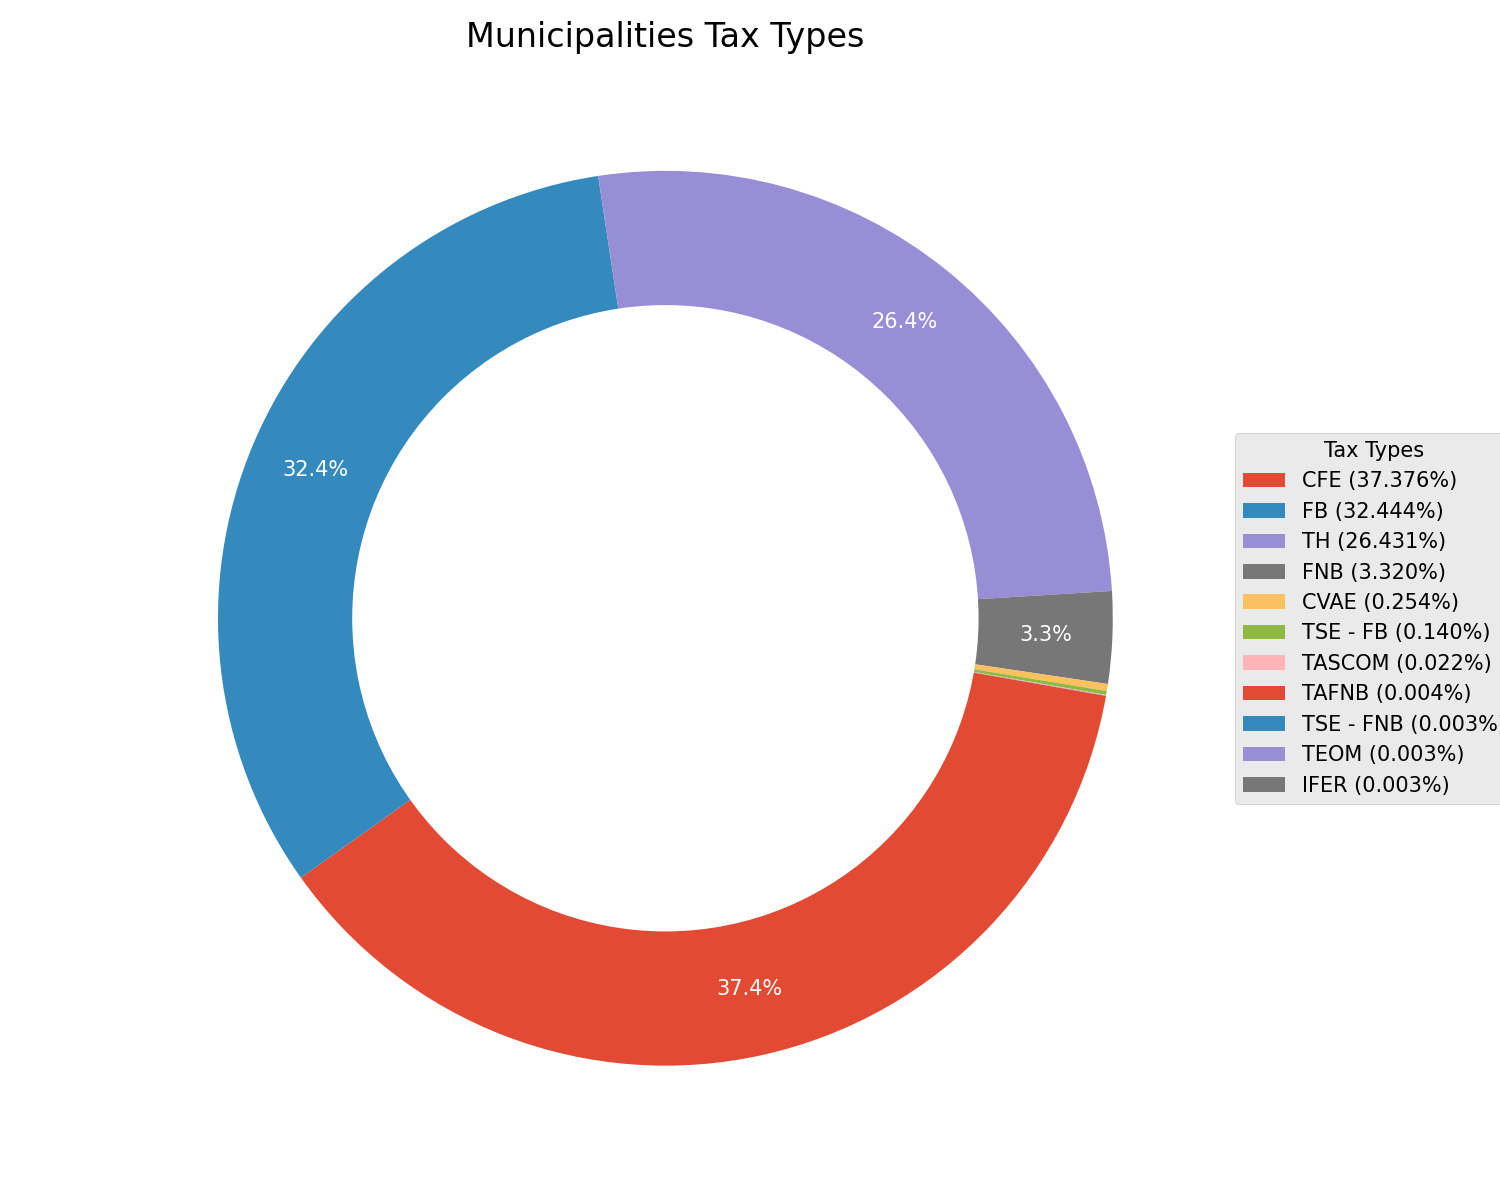 Municipalities Tax Types
26.4%
32.4%
3.3%
37.4%
Tax Types
CFE (37.376%)
FB (32.444%)
TH (26.431%)
FNB (3.320%)
CVAE (0.254%)
TSE - FB (0.140%)
TASCOM (0.022%)
TAFNB (0.004%)
TSE - FNB (0.003%)
TEOM (0.003%)
IFER (0.003%)